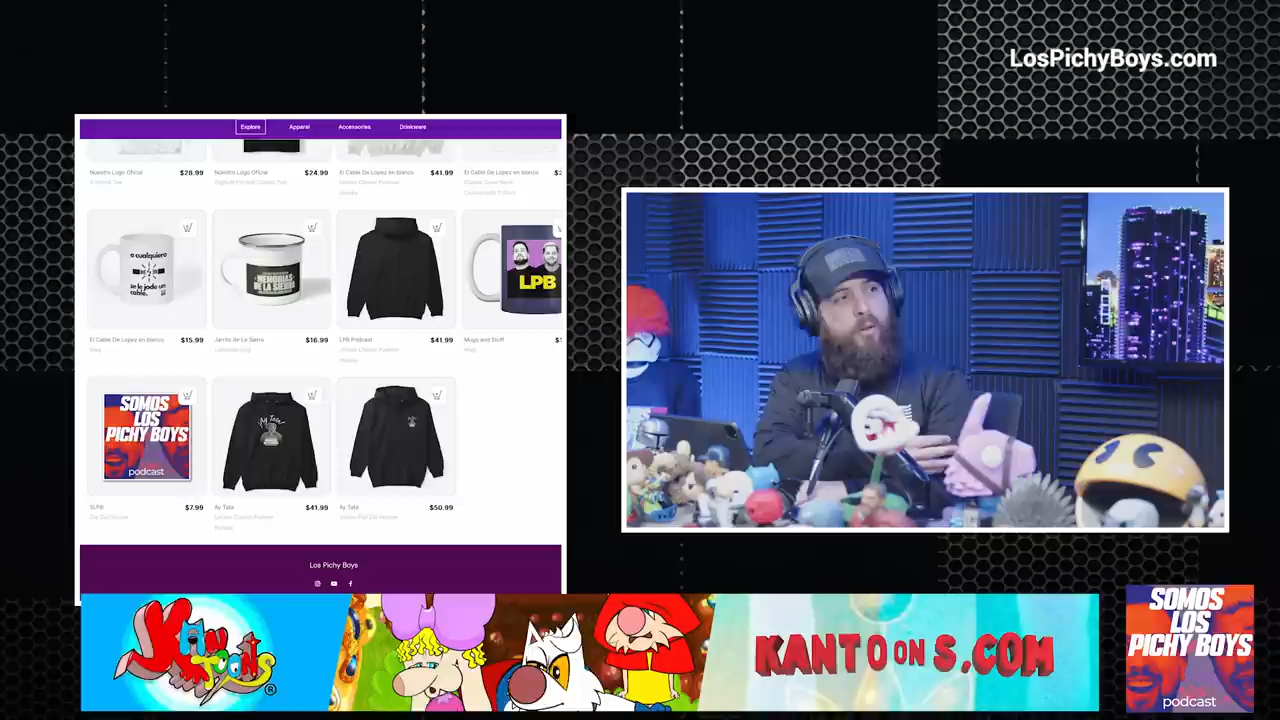 LosPichyBoys.com
Explore
Apparel
Accessories
Drinkware
Nuestro Logo Oficial $28.99
Nuestro Logo Oficial $24.99
El Cable De Lopez en blanco $41.99
El Cable De Lopez en blanco
a cualquiera
se le jode un
cable.
MEMORIAS
DE LA SIERRA
LPB
El Cable De Lopez en blanco $15.99
Mug
Jarrito de La Sierra $16.99
LPB Podcast $41.99
Mugs and Stuff
Mug
SOMOS
LOS
PICHY BOYS
podcast
Ay Tata!
SLPB $7.99
Ay Tata $41.99
Ay Tata $50.99
Los Pichy Boys
KANTOONS.COM
SOMOS
LOS
PICHY BOYS
podcast